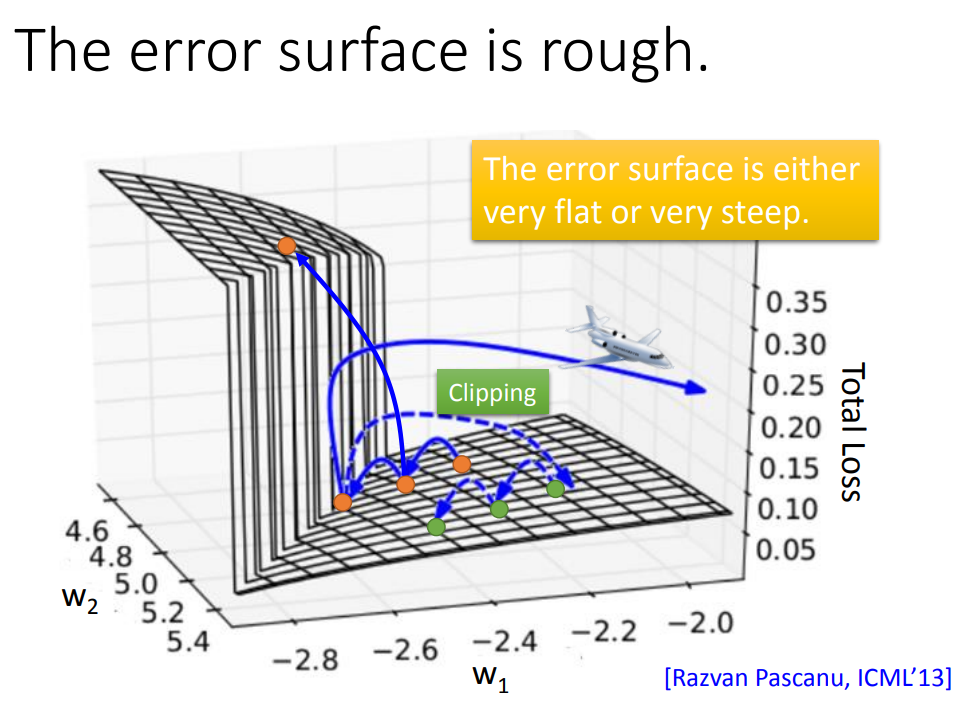 The error surface is rough.
The error surface is either
very flat or very steep.
Clipping
0.35
0.30
0.25
0.20
0.15
0.10
0.05
Total Loss
4.6
4.8
5.0
5.2
5.4
w2
−2.8
−2.6
−2.4
−2.2
−2.0
w1
[Razvan Pascanu, ICML’13]